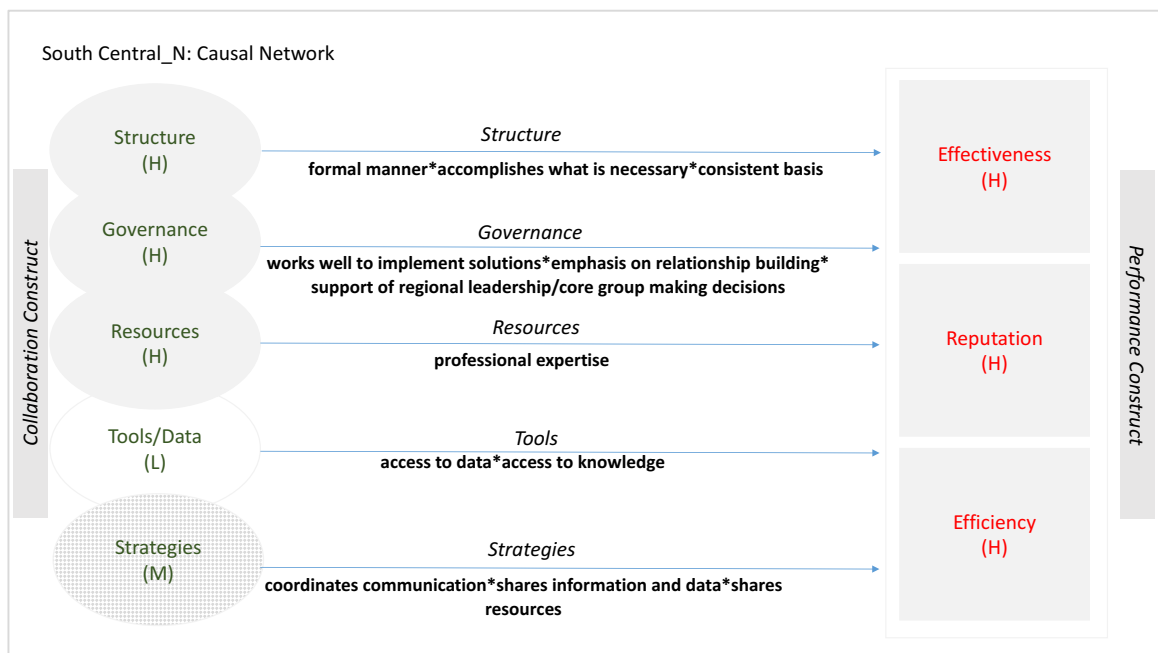 South Central_N: Causal Network
Collaboration Construct
Structure
(H)
Structure
formal manner*accomplishes what is necessary*consistent basis
Governance
(H)
Governance
works well to implement solutions*emphasis on relationship building*
support of regional leadership/core group making decisions
Resources
(H)
Resources
professional expertise
Tools/Data
(L)
Tools
access to data*access to knowledge
Strategies
(M)
Strategies
coordinates communication*shares information and data*shares
resources
Effectiveness
(H)
Reputation
(H)
Efficiency
(H)
Performance Construct